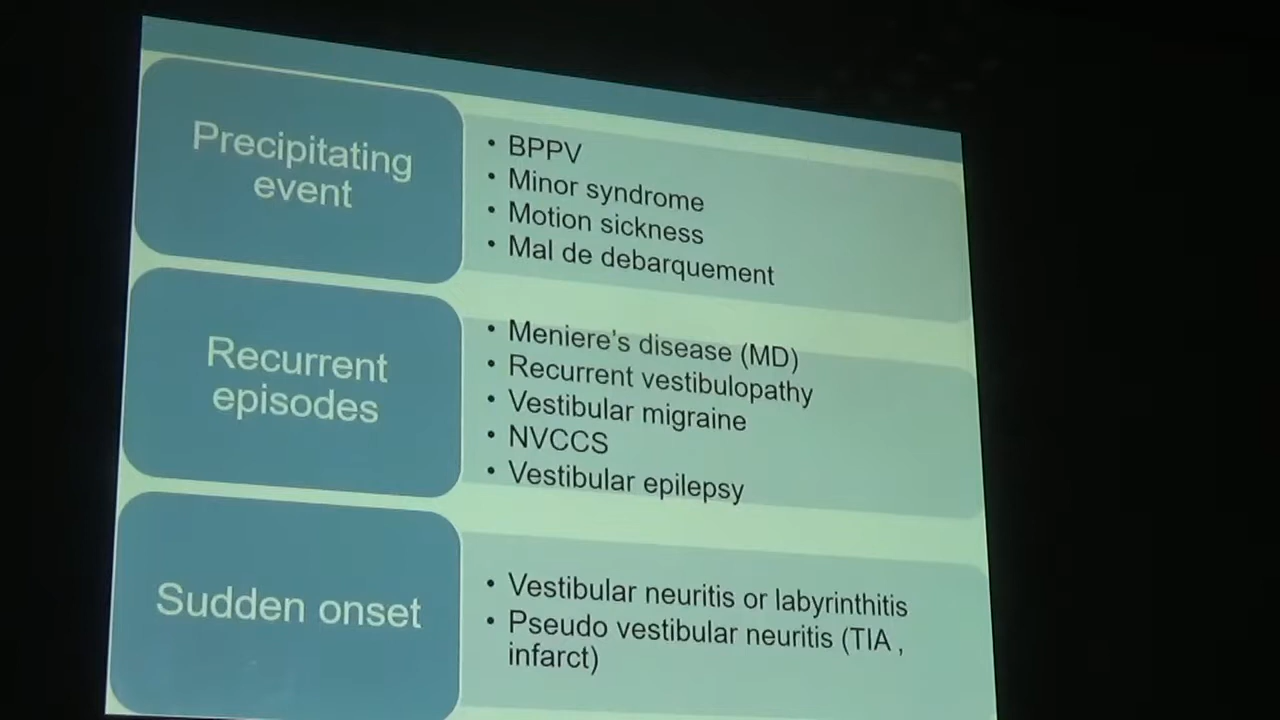 Precipitating
event
• BPPV
• Minor syndrome
• Motion sickness
• Mal de debarquement
Recurrent
episodes
• Meniere's disease (MD)
• Recurrent vestibulopathy
• Vestibular migraine
• NVCCS
• Vestibular epilepsy
Sudden onset
• Vestibular neuritis or labyrinthitis
• Pseudo vestibular neuritis (TIA ,
infarct)